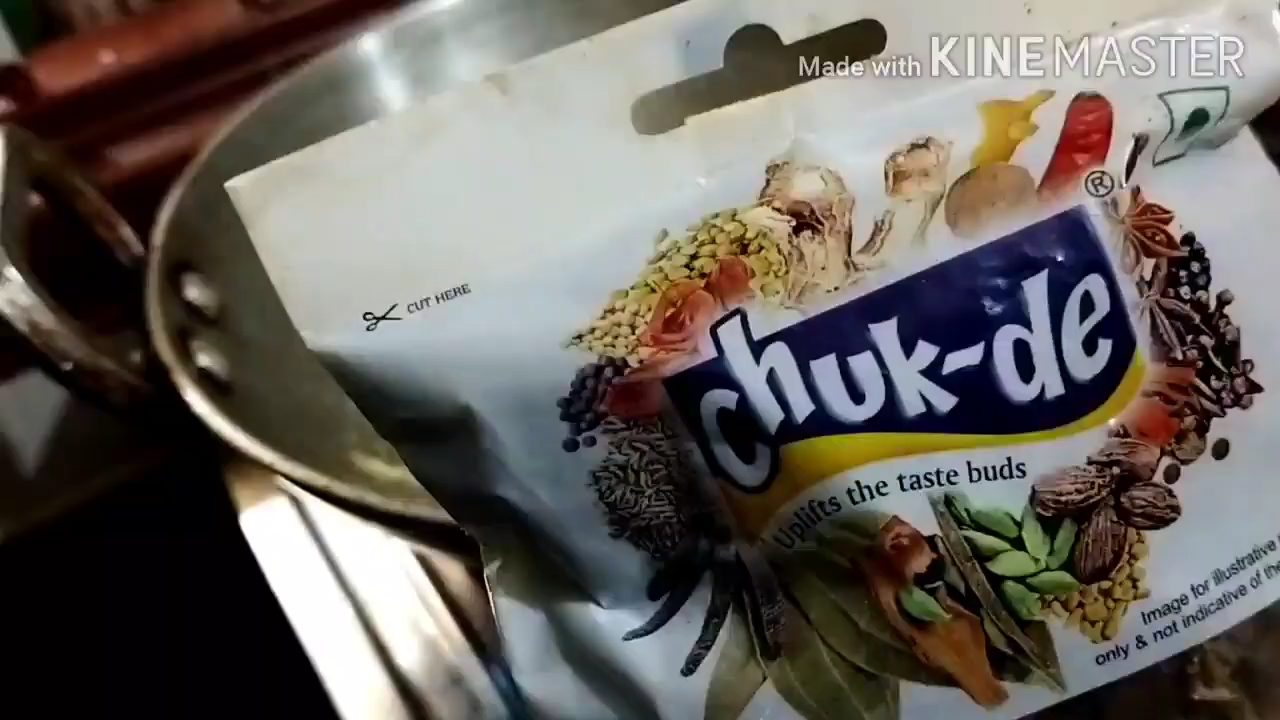 Made with KINEMASTER
CUT HERE
®
chuk-de
Uplifts the taste buds
Image for illustrative
only & not indicative of the